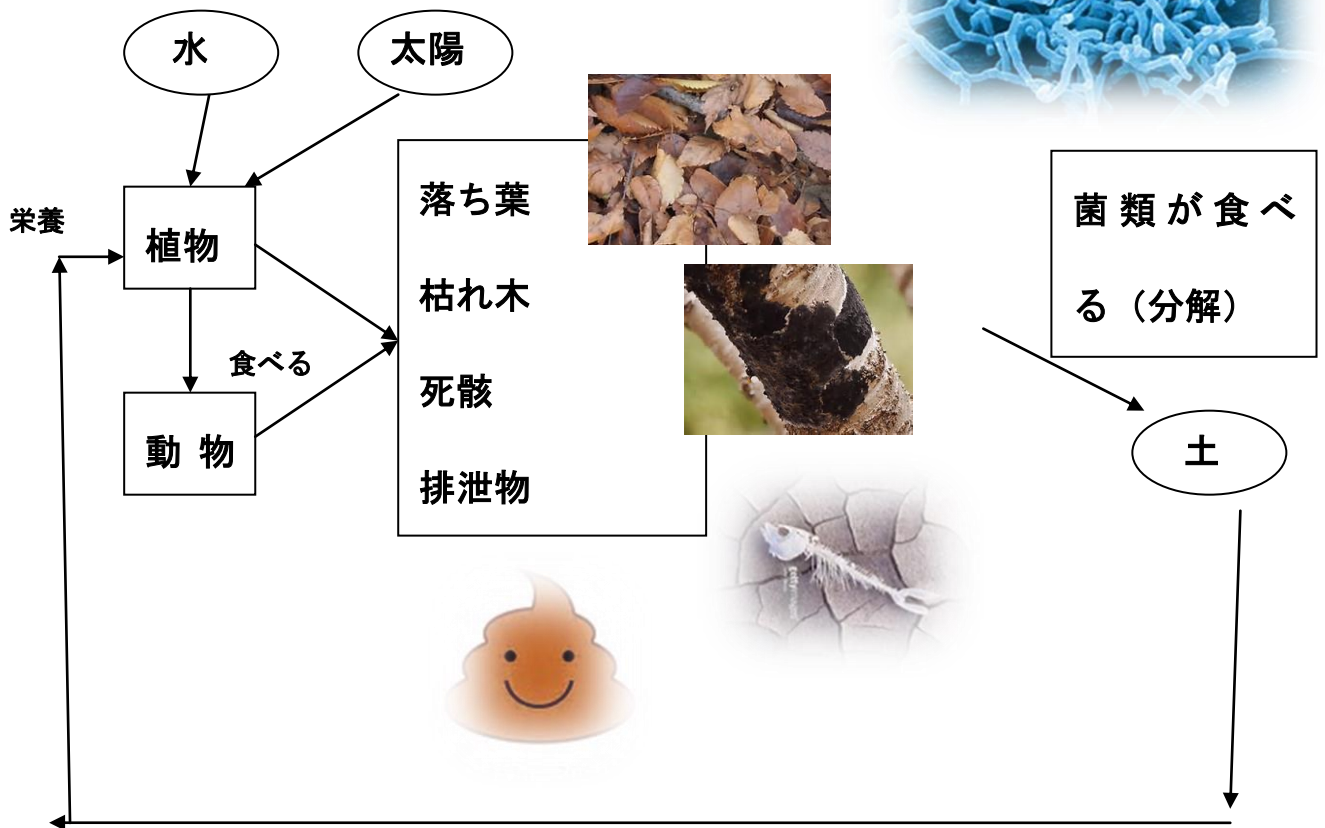 水
太陽
栄養
植物
食べる
動 物
落ち葉
枯れ木
死骸
排泄物
菌 類 が 食 べ
る（分解）
土